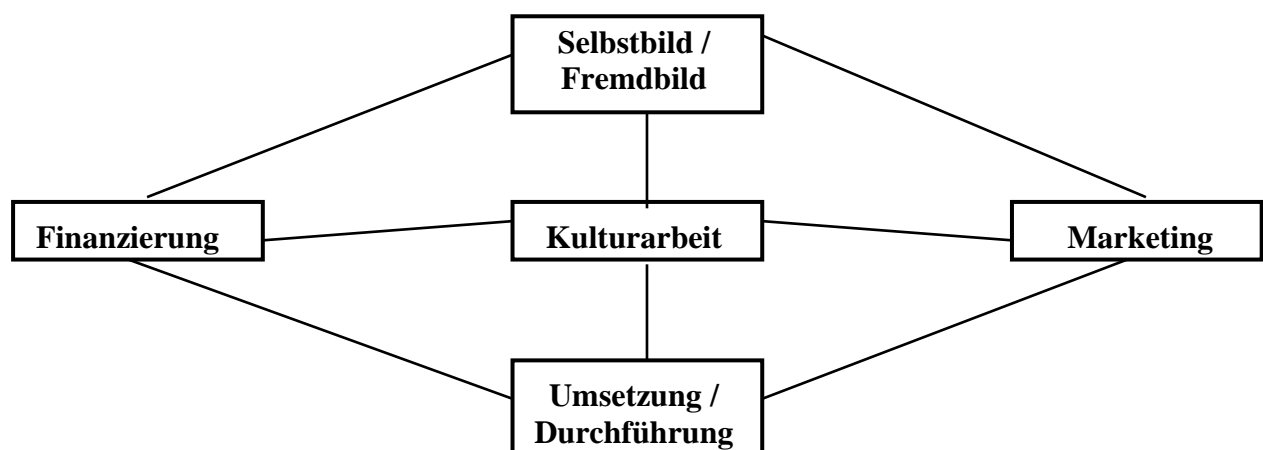 Selbstbild /
Fremdbild
Finanzierung
Kulturarbeit
Marketing
Umsetzung /
Durchführung